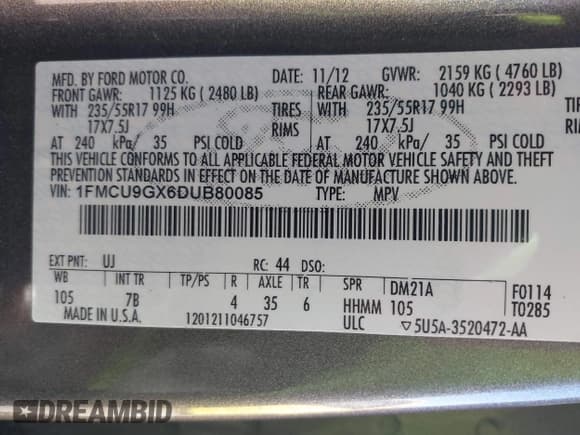 MFD. BY FORD MOTOR CO. DATE: 11/12 GVWR: 2159 KG (4760 LB)
FRONT GAWR: 1125 KG (2480 LB) REAR GAWR: 1040 KG (2293 LB)
WITH 235/55R17 99H TIRES WITH 235/55R17 99H TIRES
17X7.5J RIMS 17X7.5J RIMS
AT 240 kPa/ 35 PSI COLD AT 240 kPa/ 35 PSI COLD
THIS VEHICLE CONFORMS TO ALL APPLICABLE FEDERAL MOTOR VEHICLE SAFETY AND THEFT
PREVENTION STANDARDS IN EFFECT ON THE DATE OF MANUFACTURE SHOWN ABOVE.
VIN: 1FMCU9GX6DUB80085 TYPE: MPV
EXT PNT: UJ RC: 44 DSO:
WB INT TR TP/PS R AXLE TR SPR DM21A F0114
105 7B 4 35 6 HHMM 105 T0285
MADE IN U.S.A. 1201211046757 ULC ▽5U5A-3520472-AA
DREAMBID